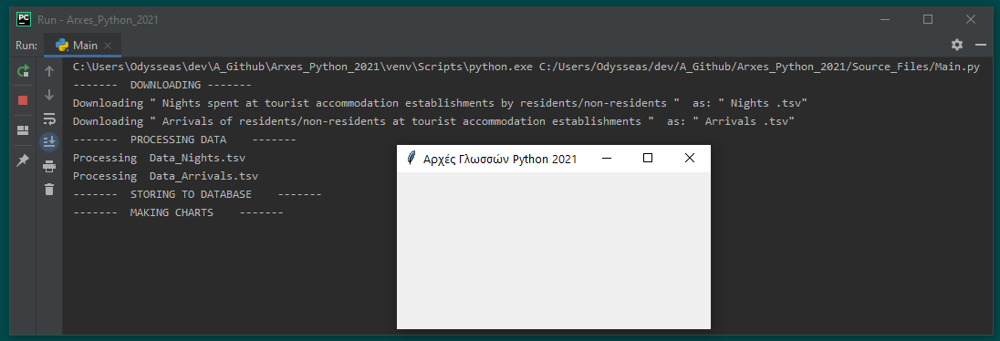 PC Run - Arxes_Python_2021
Run: Main
C:\Users\Odysseas\dev\A_Github\Arxes_Python_2021\venv\Scripts\python.exe C:/Users/Odysseas/dev/A_Github/Arxes_Python_2021/Source_Files/Main.py
-------  DOWNLOADING -------
Downloading " Nights spent at tourist accommodation establishments by residents/non-residents "  as: " Nights .tsv"
Downloading " Arrivals of residents/non-residents at tourist accommodation establishments "  as: " Arrivals .tsv"
-------  PROCESSING DATA    -------
Processing  Data_Nights.tsv
Processing  Data_Arrivals.tsv
-------  STORING TO DATABASE    -------
-------  MAKING CHARTS    -------
Αρχές Γλωσσών Python 2021